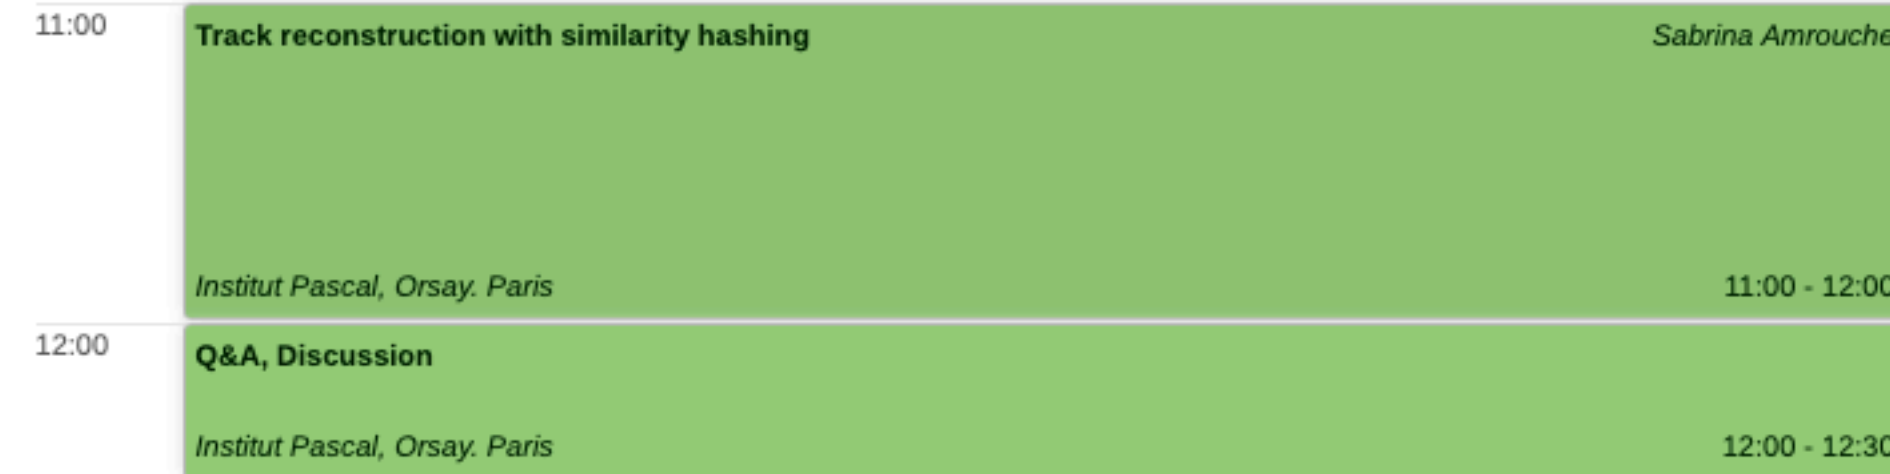 11:00
Track reconstruction with similarity hashing
Sabrina Amrouche
Institut Pascal, Orsay. Paris
11:00 - 12:00
12:00
Q&A, Discussion
Institut Pascal, Orsay. Paris
12:00 - 12:30